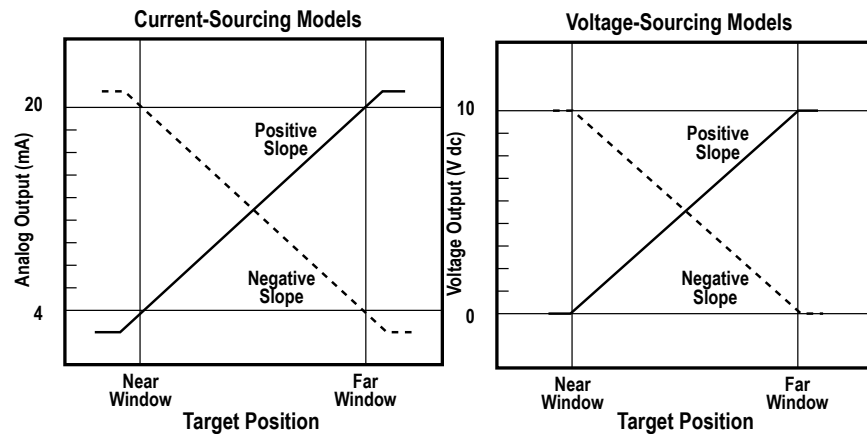 Current-Sourcing Models
Analog Output (mA)
20
4
Positive
Slope
Negative
Slope
Near
Window
Far
Window
Target Position
Voltage-Sourcing Models
Voltage Output (V dc)
10
0
Positive
Slope
Negative
Slope
Near
Window
Far
Window
Target Position